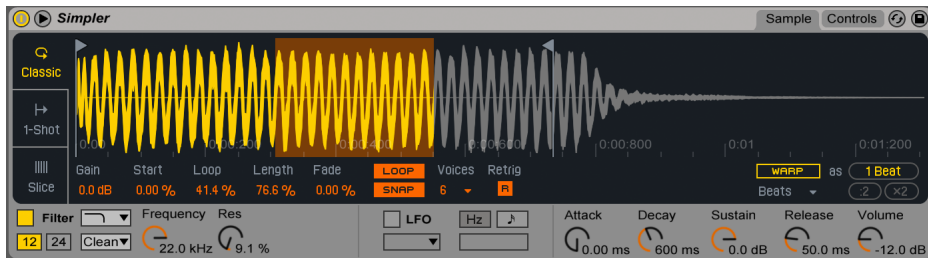 Simpler Sample Controls
Classic
1-Shot
Slice
0:00 0:00:200 0:00:400 0:00:600 0:00:800 0:01 0:01:200
Gain Start Loop Length Fade LOOP Voices Retrig WARP as 1 Beat
0.0 dB 0.00 % 41.4 % 76.6 % 0.00 % SNAP 6 R Beats :2 ×2
Filter Frequency Res LFO Hz ♪ Attack Decay Sustain Release Volume
12 24 Clean 22.0 kHz 9.1 % 0.00 ms 600 ms 0.0 dB 50.0 ms -12.0 dB